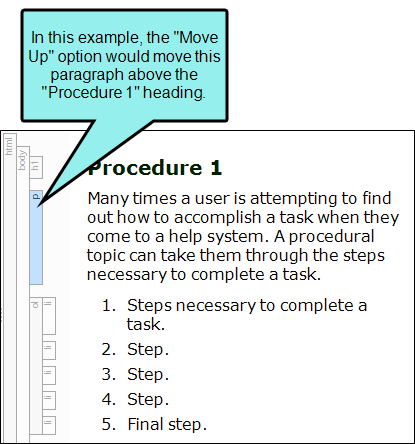 In this example, the "Move
Up" option would move this
paragraph above the
"Procedure 1" heading.
html
body
h1
Procedure 1
p
Many times a user is attempting to find
out how to accomplish a task when they
come to a help system. A procedural
topic can take them through the steps
necessary to complete a task.
ol
li
1. Steps necessary to complete a
task.
li
2. Step.
li
3. Step.
li
4. Step.
li
5. Final step.